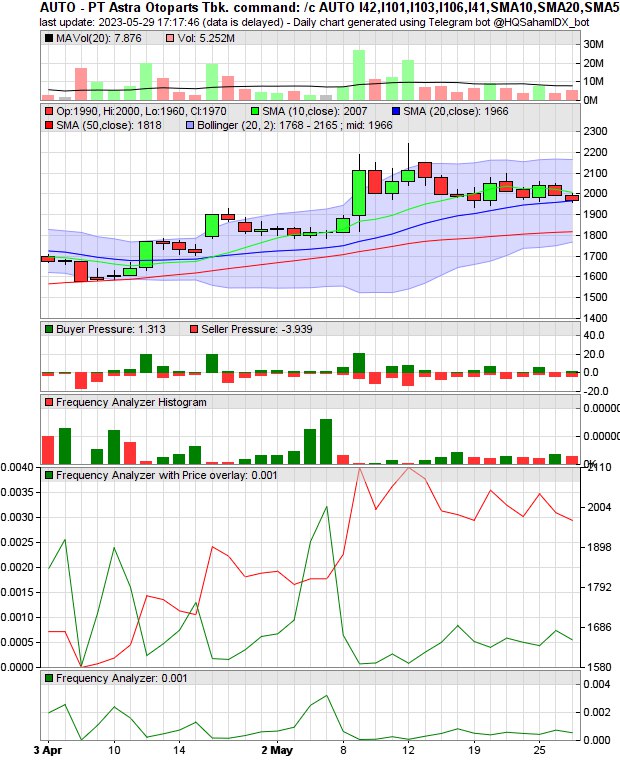 AUTO - PT Astra Otoparts Tbk. command: /c AUTO I42,I101,I103,I106,I41,SMA10,SMA20,SMA5
last update: 2023-05-29 17:17:46 (data is delayed) - Daily chart generated using Telegram bot @HQSahamIDX_bot
MAVol(20): 7.876 Vol: 5.252M
30M
20M
10M
0M
Op:1990, Hi:2000, Lo:1960, Cl:1970 SMA (10,close): 2007 SMA (20,close): 1966
SMA (50,close): 1818 Bollinger (20, 2): 1768 - 2165 ; mid: 1966
2300
2200
2100
2000
1900
1800
1700
1600
1500
1400
Buyer Pressure: 1.313 Seller Pressure: -3.939
40.0
20.0
0.0
-20.0
Frequency Analyzer Histogram
0.00000
0.00000
0K
Frequency Analyzer with Price overlay: 0.001
0.0040 2110
0.0035
0.0030 2004
0.0025 1898
0.0020
0.0015 1792
0.0010 1686
0.0005
0.0000 1580
Frequency Analyzer: 0.001
0.004
0.002
0.000
3 Apr 10 14 2 May 8 12 19 25